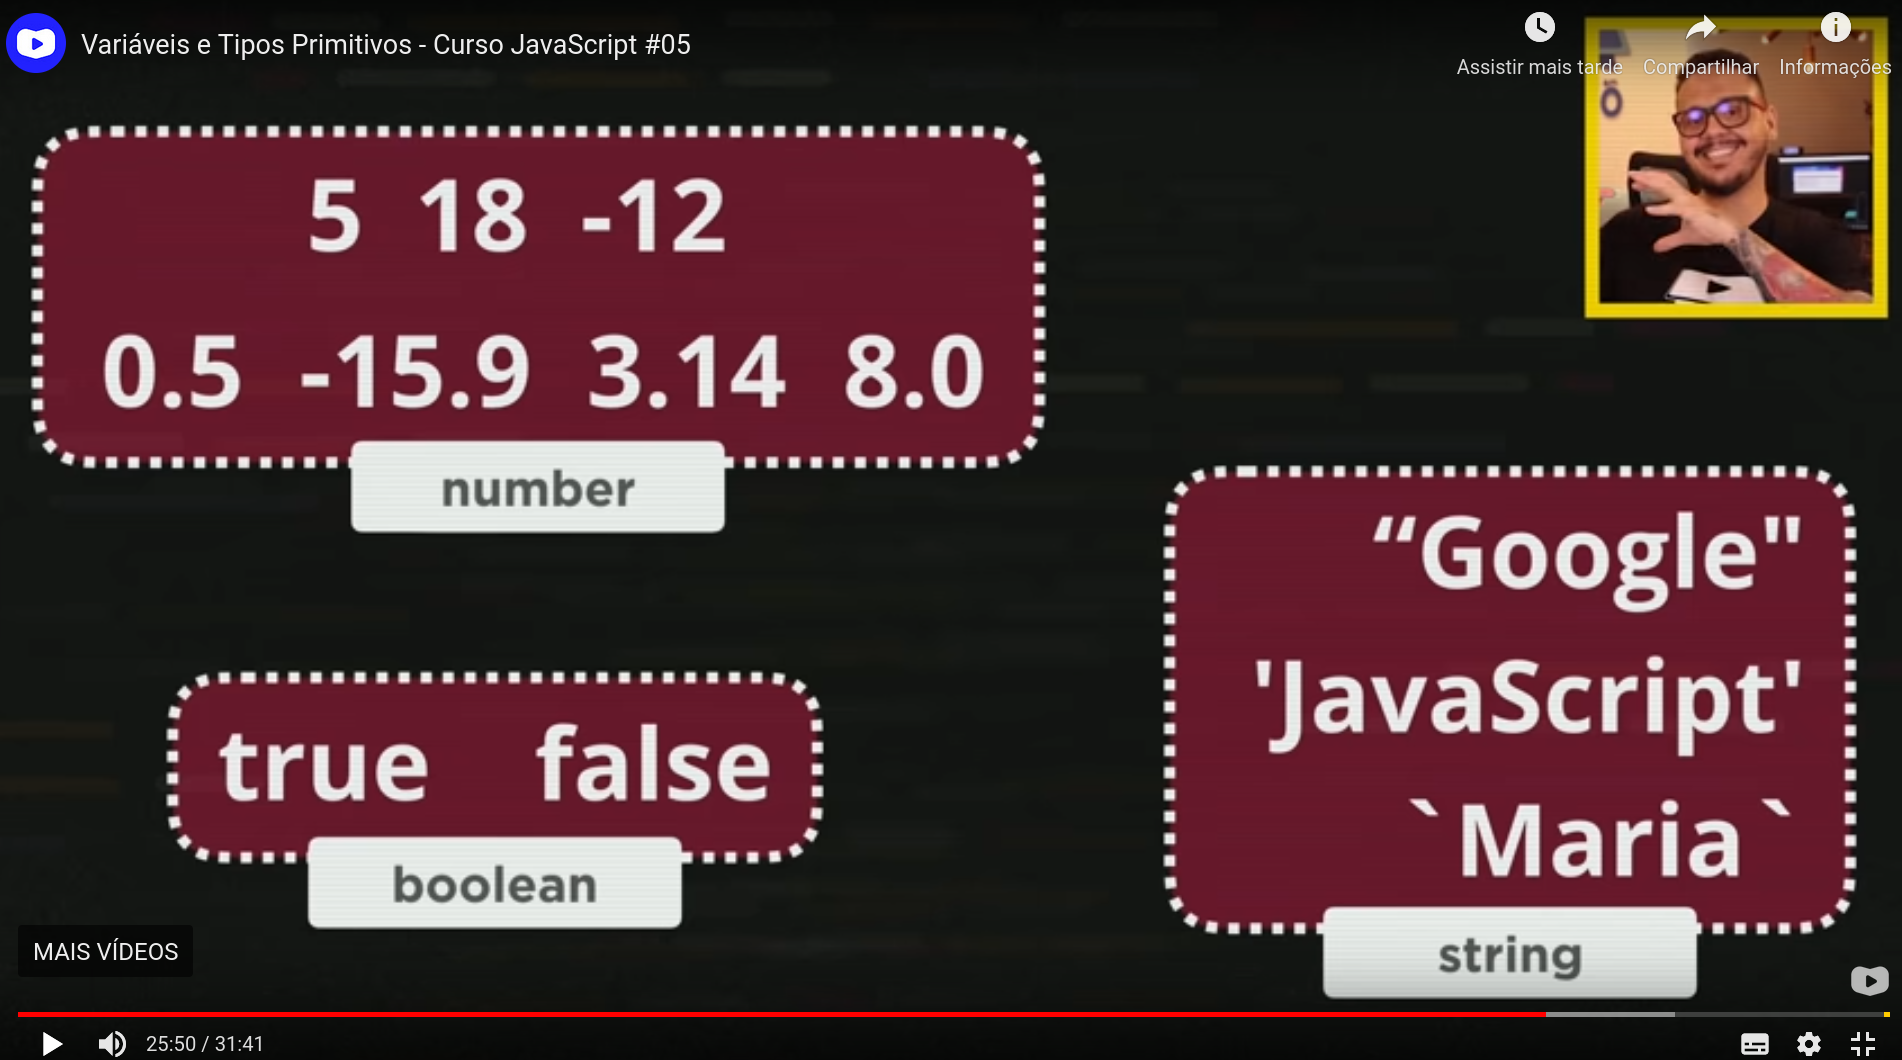 Variáveis e Tipos Primitivos - Curso JavaScript #05
Assistir mais tarde
Compartilhar
Informações
5 18 -12
0.5 -15.9 3.14 8.0
number
true false
boolean
“Google"
'JavaScript'
`Maria`
string
MAIS VÍDEOS
25:50 / 31:41